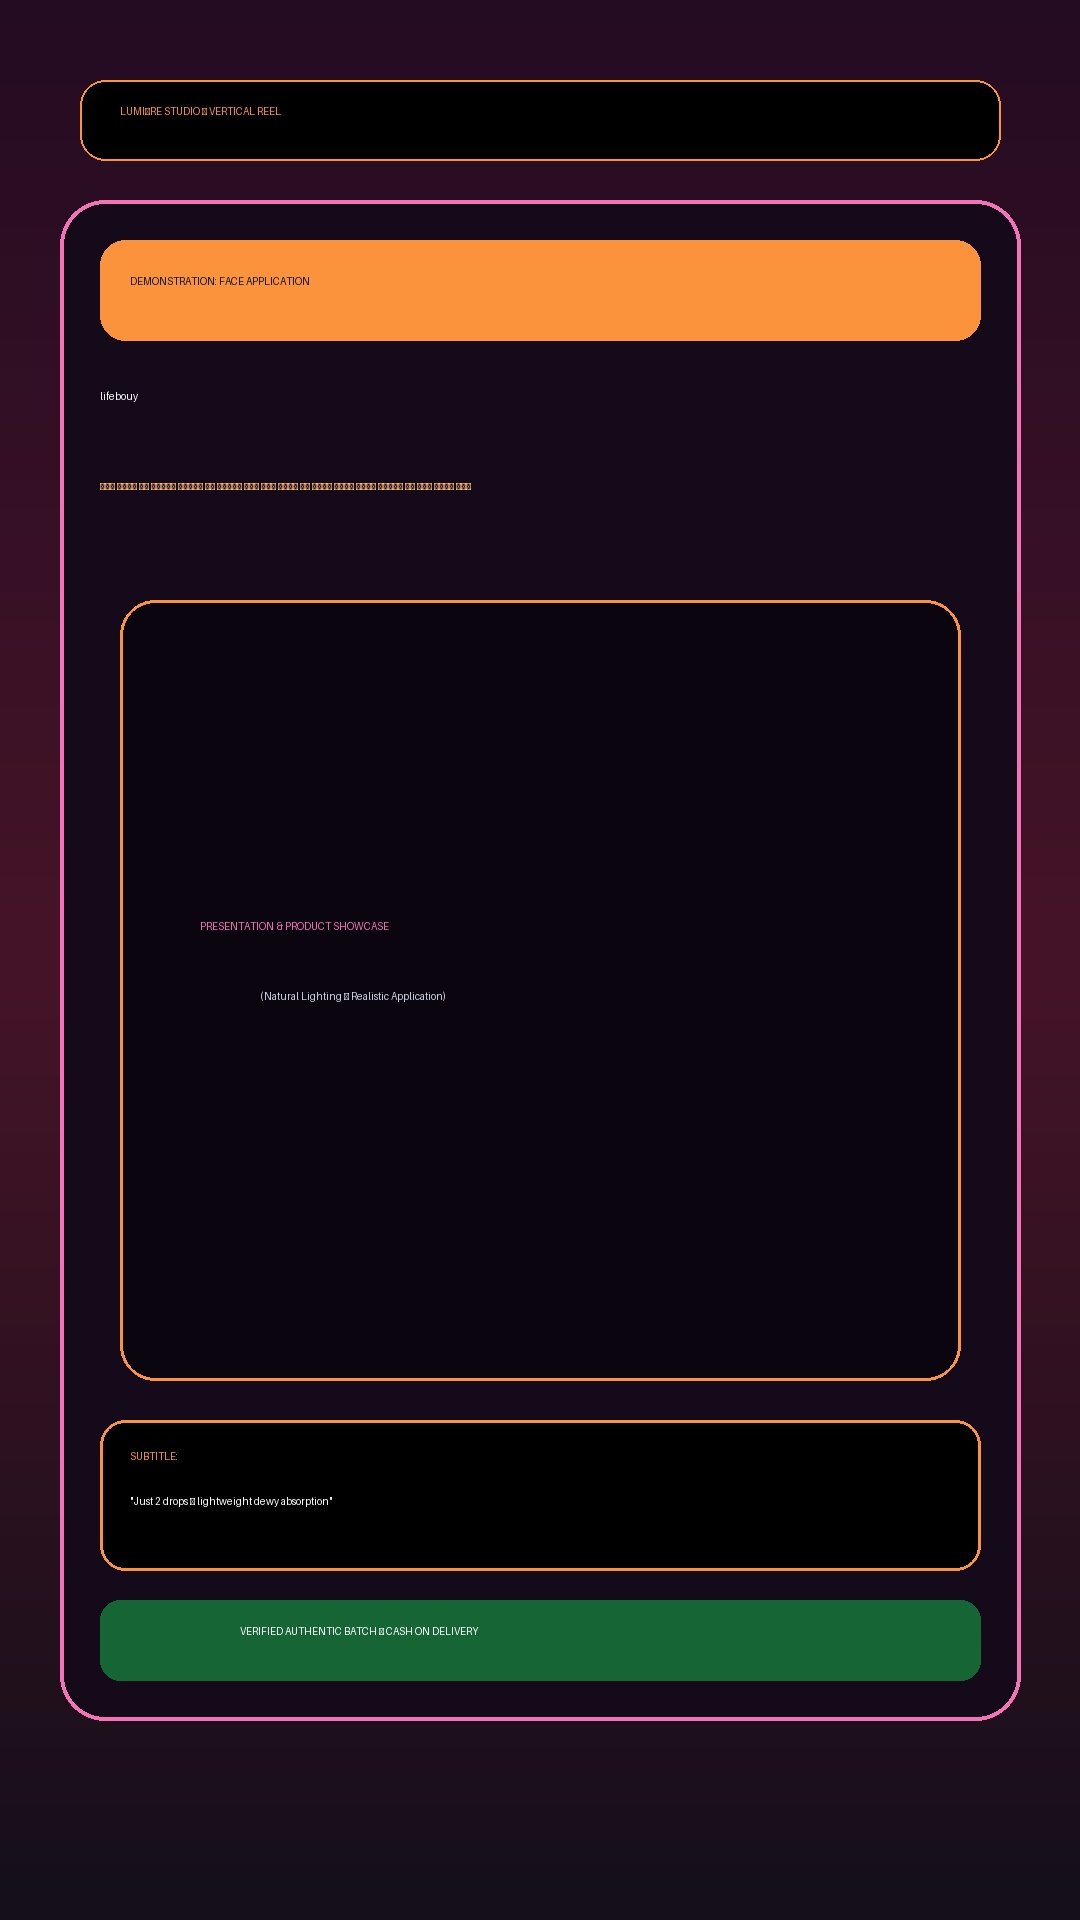 LUMI□RE STUDIO □ VERTICAL REEL
DEMONSTRATION: FACE APPLICATION
lifebouy
PRESENTATION & PRODUCT SHOWCASE
(Natural Lighting □ Realistic Application)
SUBTITLE:
"Just 2 drops □ lightweight dewy absorption"
VERIFIED AUTHENTIC BATCH □ CASH ON DELIVERY